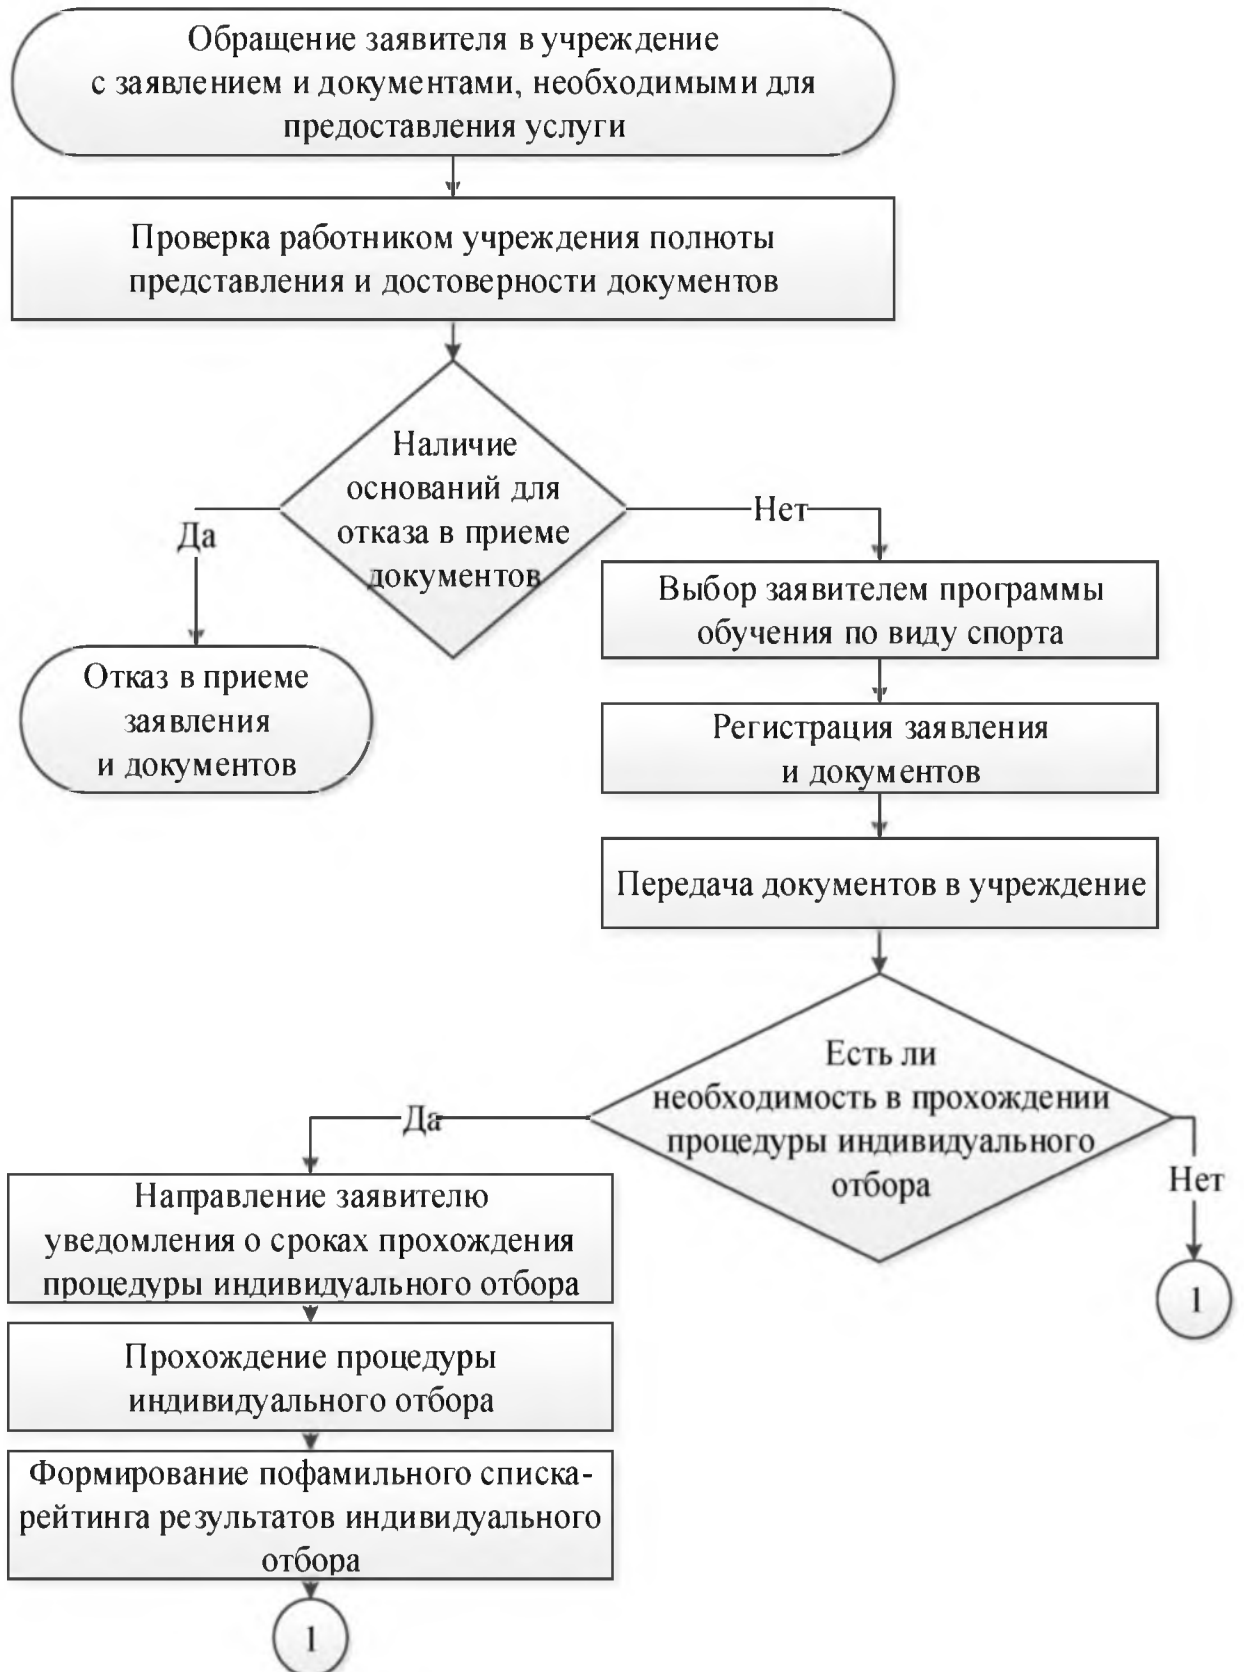 Обращение заявителя в учреждение
с заявлением и документами, необходимыми для
предоставления услуги
Проверка работником учреждения полноты
представления и достоверности документов
Наличие
оснований для
отказа в приеме
документов
Да
Нет
Отказ в приеме
заявления
и документов
Выбор заявителем программы
обучения по виду спорта
Регистрация заявления
и документов
Передача документов в учреждение
Есть ли
необходимость в прохождении
процедуры индивидуального
отбора
Да
Нет
1
Направление заявителю
уведомления о сроках прохождения
процедуры индивидуального отбора
Прохождение процедуры
индивидуального отбора
Формирование пофамильного списка-
рейтинга результатов индивидуального
отбора
1